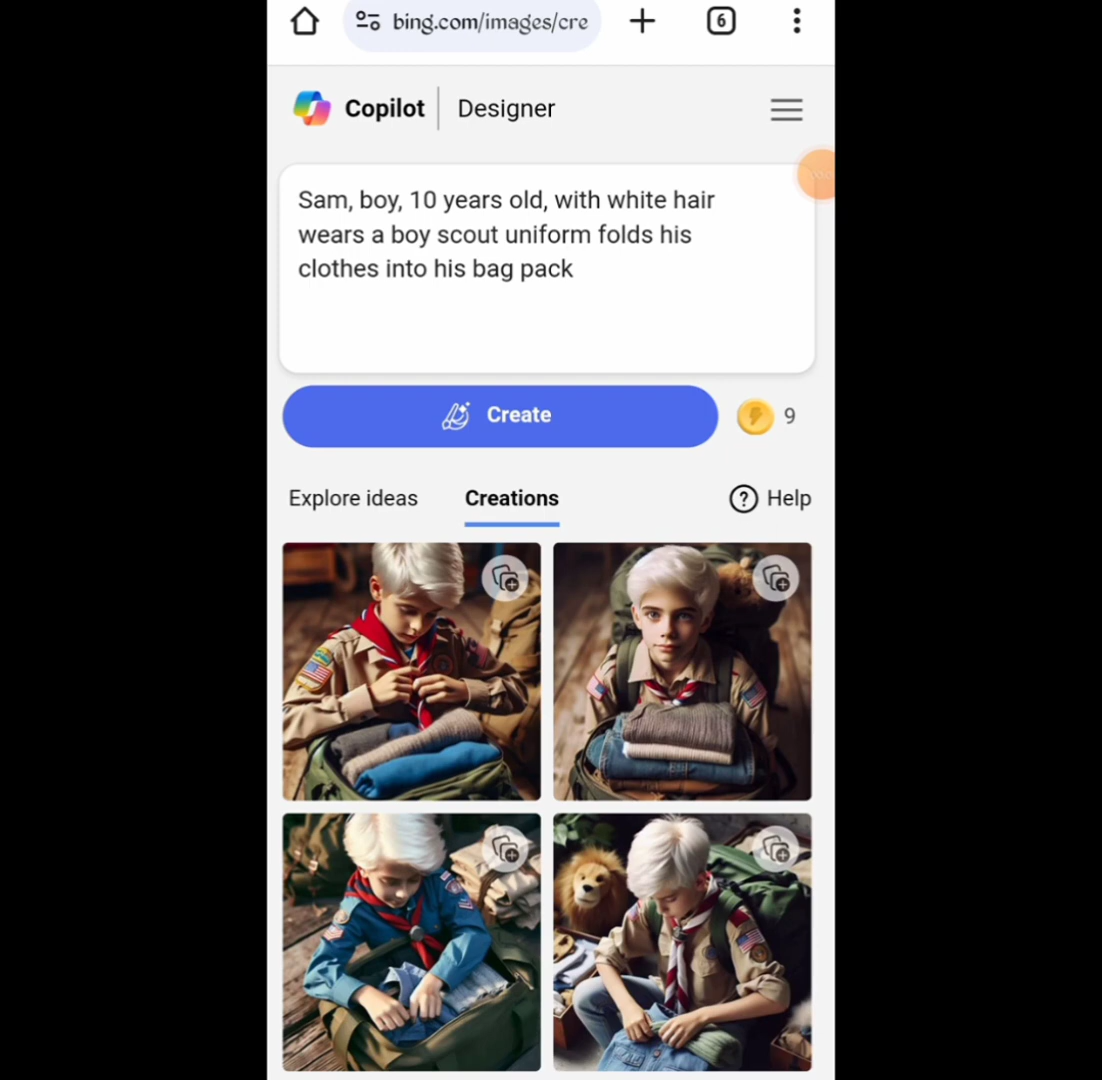 bing.com/images/cre
6
Copilot
Designer
Sam, boy, 10 years old, with white hair
wears a boy scout uniform folds his
clothes into his bag pack
Create
9
Explore ideas
Creations
Help